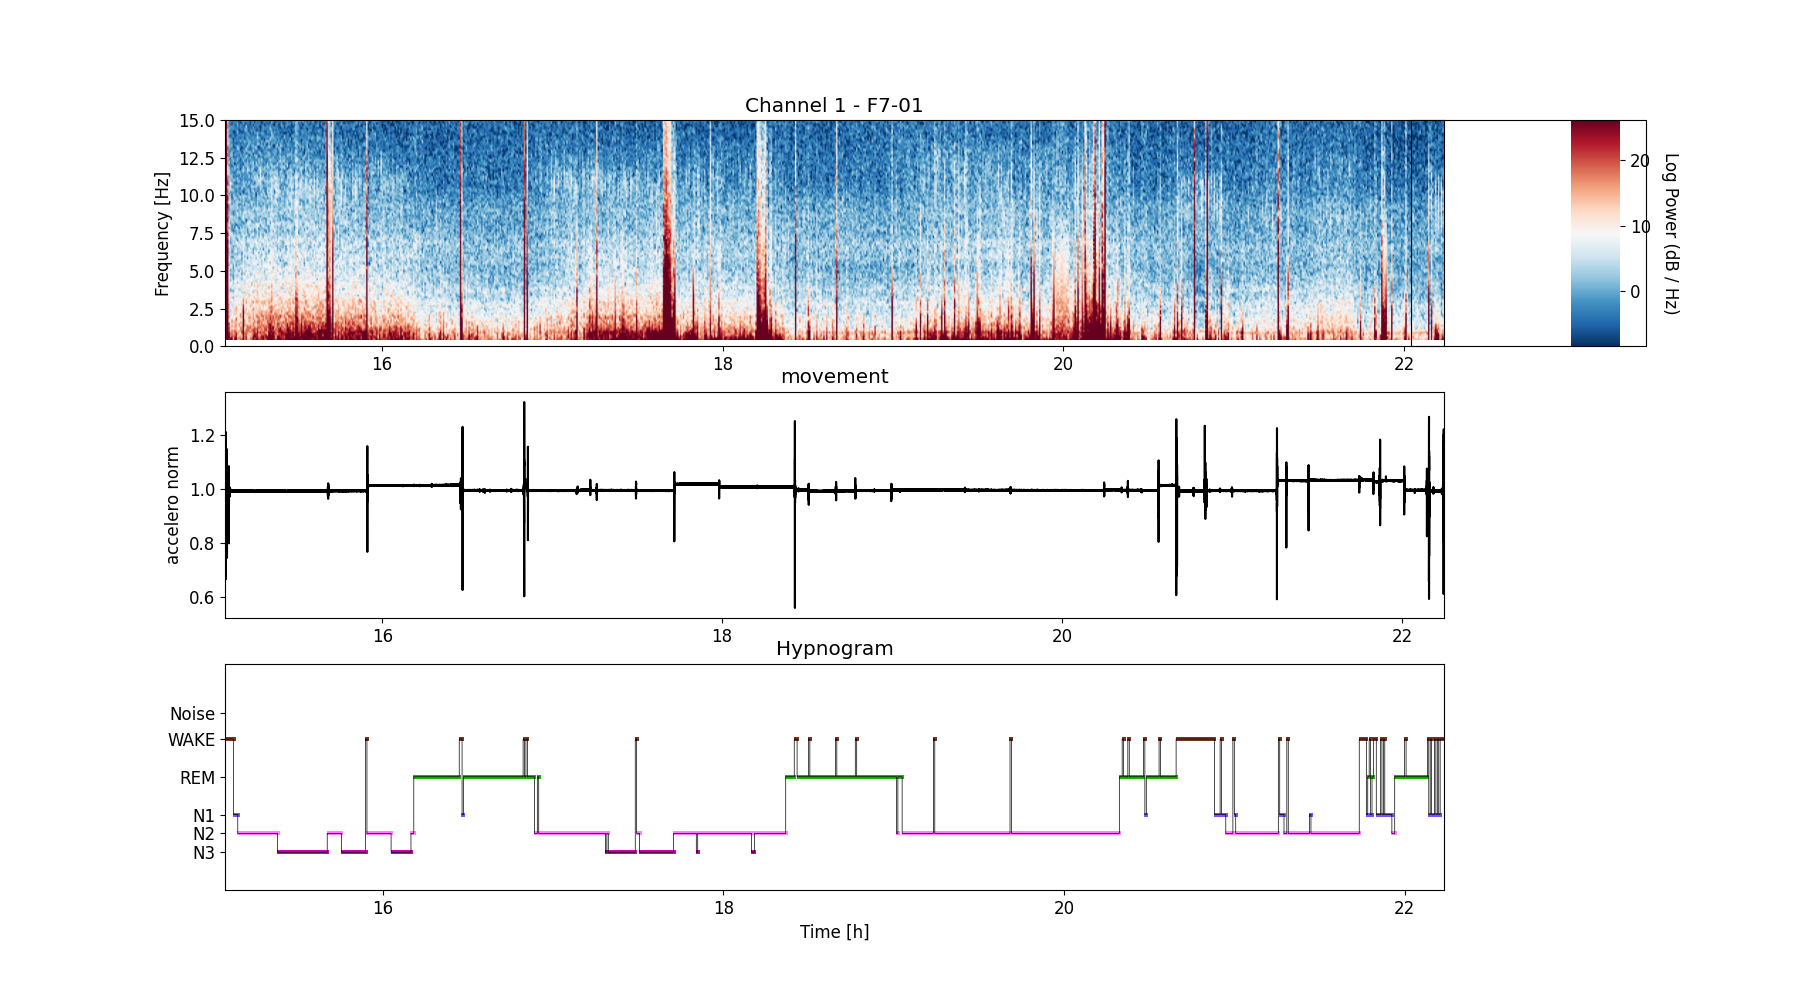 Channel 1 - F7-01
15.0
12.5
10.0
7.5
5.0
2.5
0.0
Frequency [Hz]
16 18 20 22
20
10
0
Log Power (dB / Hz)
movement
1.2
1.0
0.8
0.6
accelero norm
16 18 20 22
Hypnogram
Noise
WAKE
REM
N1
N2
N3
16 18 20 22
Time [h]